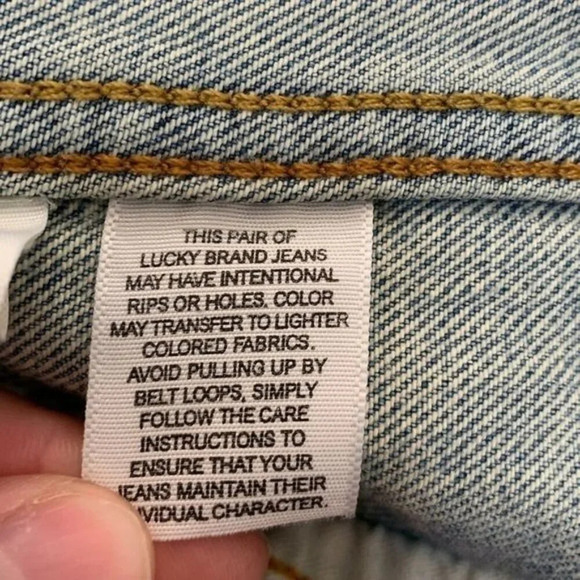 THIS PAIR OF
LUCKY BRAND JEANS
MAY HAVE INTENTIONAL
RIPS OR HOLES. COLOR
MAY TRANSFER TO LIGHTER
COLORED FABRICS.
AVOID PULLING UP BY
BELT LOOPS, SIMPLY
FOLLOW THE CARE
INSTRUCTIONS TO
ENSURE THAT YOUR
JEANS MAINTAIN THEIR
VIDUAL CHARACTER.